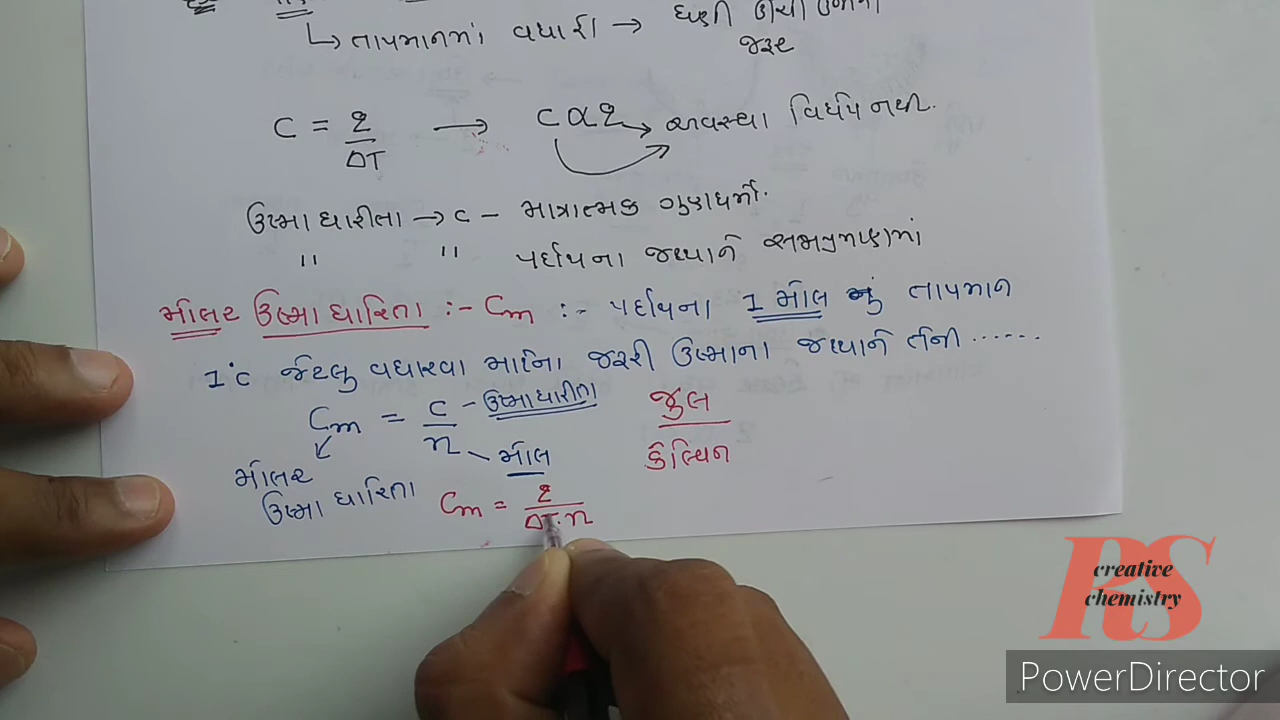 ↳ તાપમાનમાં વધારો → ઘણી ઊંચી ઉષ્માની
જરૂર
C = q/ΔT → C α q → અવસ્થા વિધેય નથી.
ઉષ્માધારીતા → C - માત્રાત્મક ગુણધર્મ.
" " પદાર્થના જથ્થાને સમપ્રમાણમાં
મોલર ઉષ્માધારિતા :- Cm :- પદાર્થના 1 મોલ નું તાપમાન
1°C જેટલુ વધારવા માટેના જરૂરી ઉષ્માના જથ્થાને તેની ......
Cm = C/n - ઉષ્માધારીતા
મોલ
મોલર
ઉષ્માધારિતા
જુલ
કેલ્વિન
Cm = q/ΔT.n
RS
creative
chemistry
PowerDirector